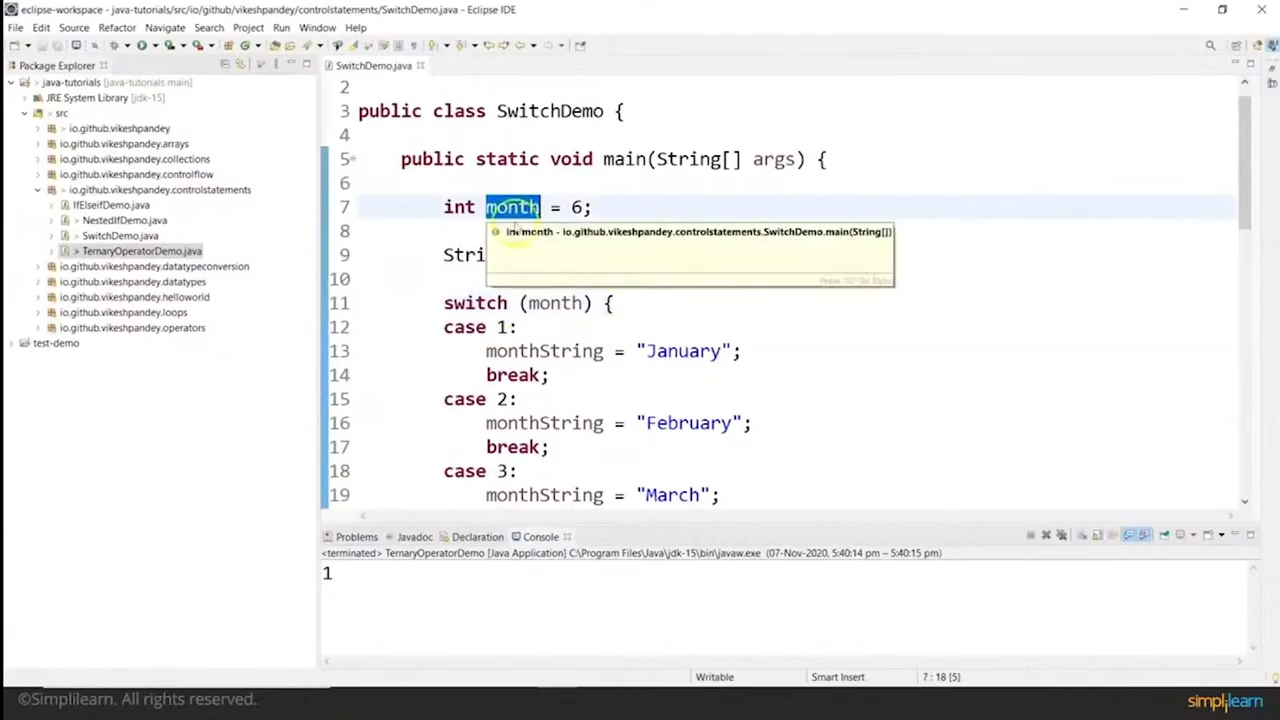 eclipse-workspace - java-tutorials/src/io/github/vikeshpandey/controlstatements/SwitchDemo.java - Eclipse IDE
File Edit Source Refactor Navigate Search Project Run Window Help
Package Explorer
> java-tutorials [java-tutorials main]
JRE System Library [jdk-15]
> src
> io.github.vikeshpandey
io.github.vikeshpandey.arrays
io.github.vikeshpandey.collections
io.github.vikeshpandey.controlflow
> io.github.vikeshpandey.controlstatements
IfElseifDemo.java
> NestedIfDemo.java
> SwitchDemo.java
> TernaryOperatorDemo.java
io.github.vikeshpandey.datatypeconversion
io.github.vikeshpandey.datatypes
io.github.vikeshpandey.helloworld
io.github.vikeshpandey.loops
io.github.vikeshpandey.operators
test-demo
SwitchDemo.java
2
3 public class SwitchDemo {
4
5 public static void main(String[] args) {
6
7 int month = 6;
8 int month - io.github.vikeshpandey.controlstatements.SwitchDemo.main(String[])
9 Stri
10
11 switch (month) {
12 case 1:
13 monthString = "January";
14 break;
15 case 2:
16 monthString = "February";
17 break;
18 case 3:
19 monthString = "March";
Problems Javadoc Declaration Console
<terminated> TernaryOperatorDemo [Java Application] C:\Program Files\Java\jdk-15\bin\javaw.exe (07-Nov-2020, 5:40:14 pm – 5:40:15 pm)
1
Writable Smart Insert 7 : 18 [5]
©Simplilearn. All rights reserved.
simplilearn